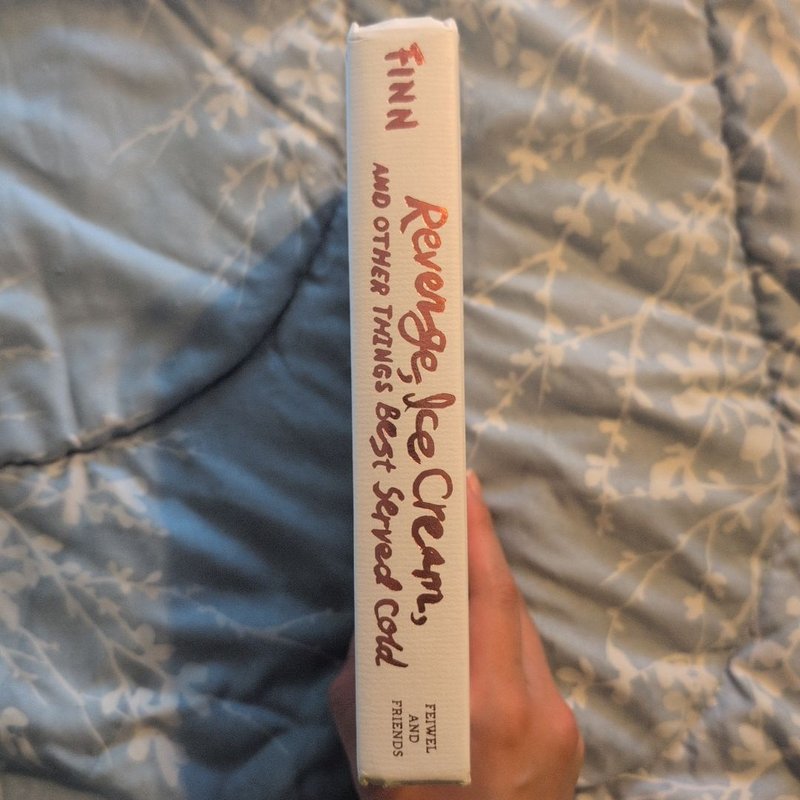 FINN
Revenge, Ice Cream,
AND OTHER THINGS Best Served Cold
FEIWEL
AND
FRIENDS